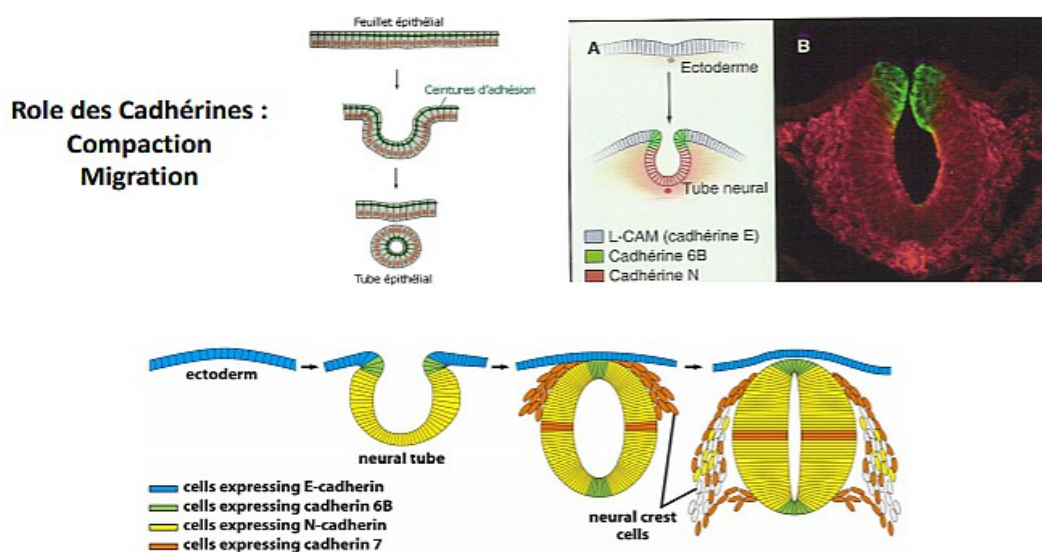 Role des Cadhérines :
Compaction
Migration
Feuillet épithélial
Ceintures d'adhésion
Tube épithélial
A
Ectoderme
Tube neural
L-CAM (cadhérine E)
Cadhérine 6B
Cadhérine N
B
ectoderm
neural tube
neural crest
cells
cells expressing E-cadherin
cells expressing cadherin 6B
cells expressing N-cadherin
cells expressing cadherin 7